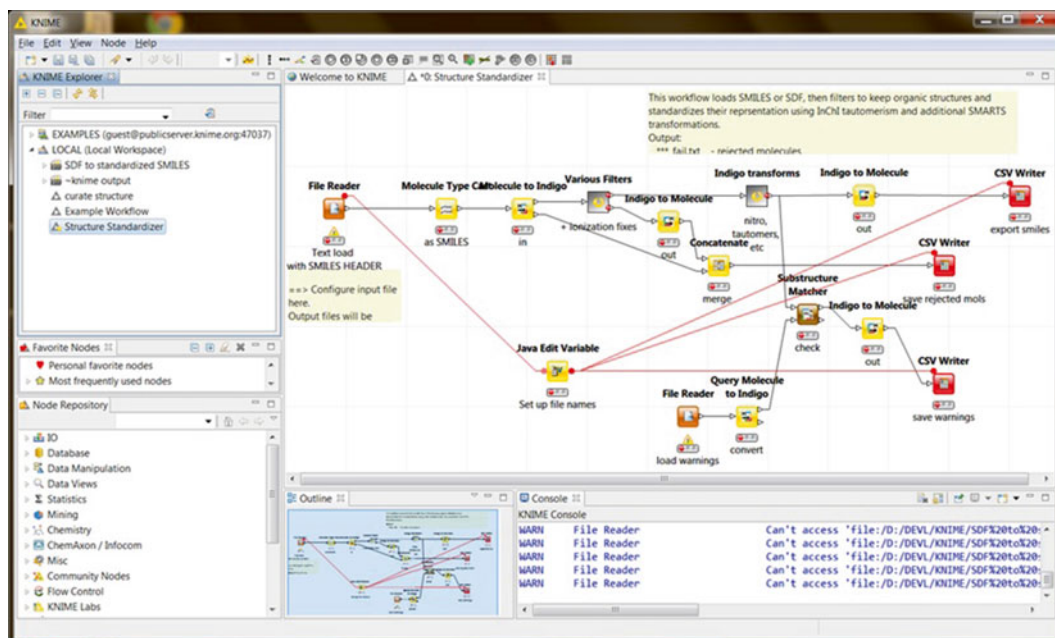 KNIME
File Edit View Node Help
KNIME Explorer
Welcome to KNIME
*0: Structure Standardizer
Filter
EXAMPLES (guest@publicserver.knime.org:47037)
LOCAL (Local Workspace)
SDF to standardized SMILES
~knime output
curate structure
Example Workflow
Structure Standardizer
This workflow loads SMILES or SDF, then filters to keep organic structures and
standardizes their reprsentation using InChI tautomerism and additional SMARTS
transformations.
Output:
*** fail.txt - rejected molecules
File Reader
Text load
with SMILES HEADER
==> Configure input file
here.
Output files will be
Molecule Type Cast
as SMILES
Molecule to Indigo
in
Various Filters
+ Ionization fixes
Indigo to Molecule
out
Concatenate
merge
Indigo transforms
nitro,
tautomers,
etc
Indigo to Molecule
out
CSV Writer
export smiles
CSV Writer
save rejected mols
Substructure
Matcher
check
Indigo to Molecule
out
CSV Writer
save warnings
Java Edit Variable
Set up file names
File Reader
load warnings
Query Molecule
to Indigo
convert
Favorite Nodes
Personal favorite nodes
Most frequently used nodes
Node Repository
IO
Database
Data Manipulation
Data Views
Statistics
Mining
Chemistry
ChemAxon / Infocom
Misc
Community Nodes
Flow Control
KNIME Labs
Outline
Console
KNIME Console
WARN File Reader Can't access 'file:/D:/DEVL/KNIME/SDF%20to%20
WARN File Reader Can't access 'file:/D:/DEVL/KNIME/SDF%20to%20
WARN File Reader Can't access 'file:/D:/DEVL/KNIME/SDF%20to%20
WARN File Reader Can't access 'file:/D:/DEVL/KNIME/SDF%20to%20
WARN File Reader Can't access 'file:/D:/DEVL/KNIME/SDF%20to%20